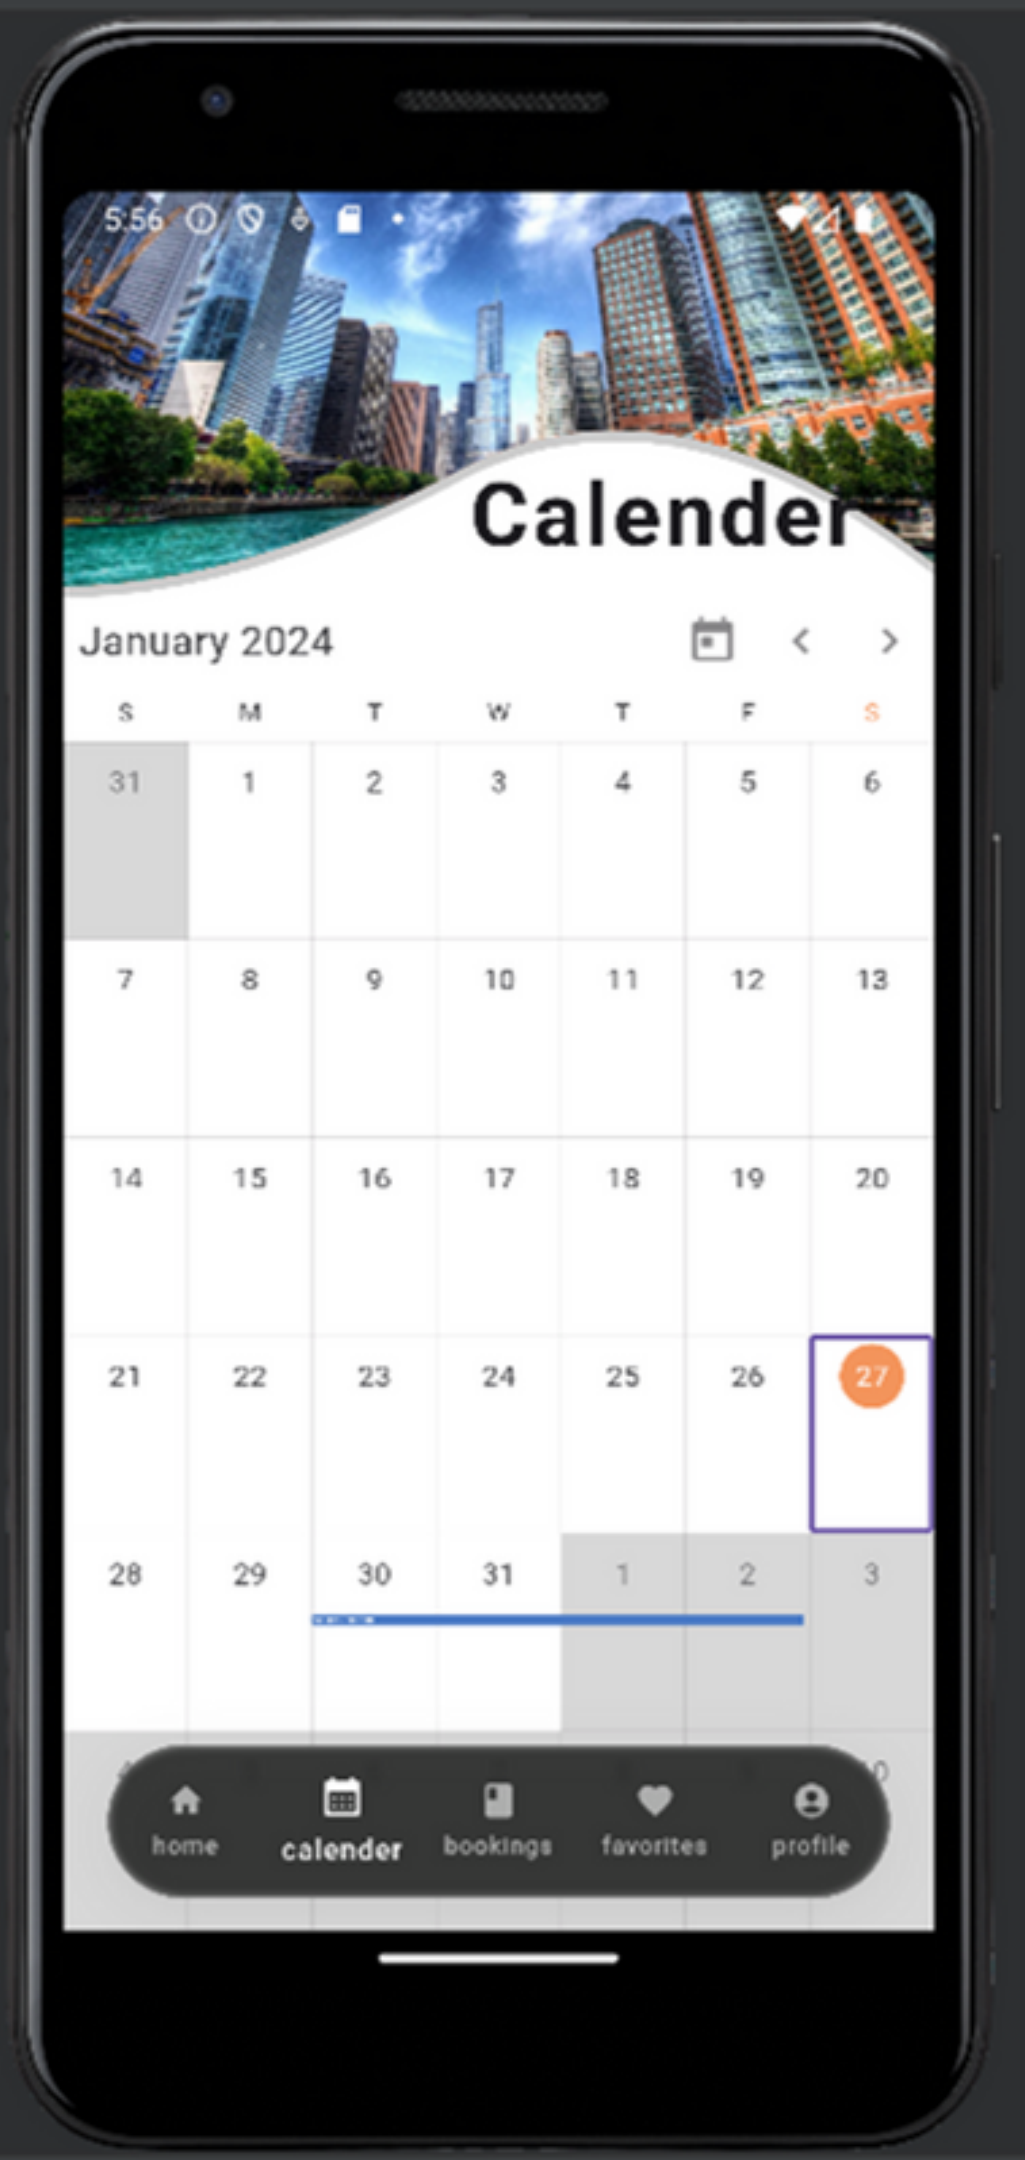 5:56
Calender
January 2024
S M T W T F S
31 1 2 3 4 5 6
7 8 9 10 11 12 13
14 15 16 17 18 19 20
21 22 23 24 25 26 27
28 29 30 31 1 2 3
home calender bookings favorites profile